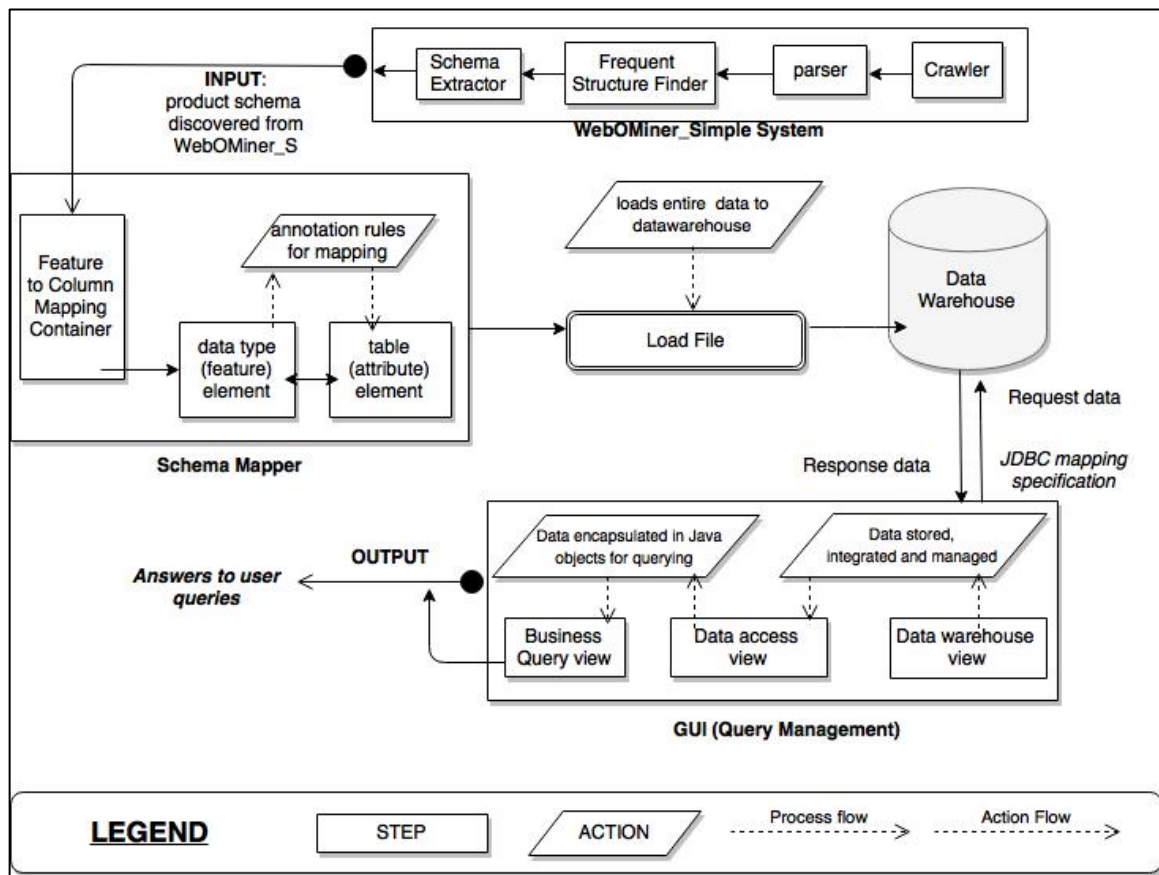 Schema
Extractor
Frequent
Structure Finder
parser
Crawler
WebOMiner_Simple System
INPUT:
product schema
discovered from
WebOMiner_S
annotation rules
for mapping
Feature
to Column
Mapping
Container
data type
(feature)
element
table
(attribute)
element
Schema Mapper
loads entire data to
datawarehouse
Load File
Data
Warehouse
Request data
Response data
JDBC mapping
specification
Data encapsulated in Java
objects for querying
Data stored,
integrated and managed
OUTPUT
Answers to user
queries
Business
Query view
Data access
view
Data warehouse
view
GUI (Query Management)
LEGEND
STEP
ACTION
Process flow
Action Flow